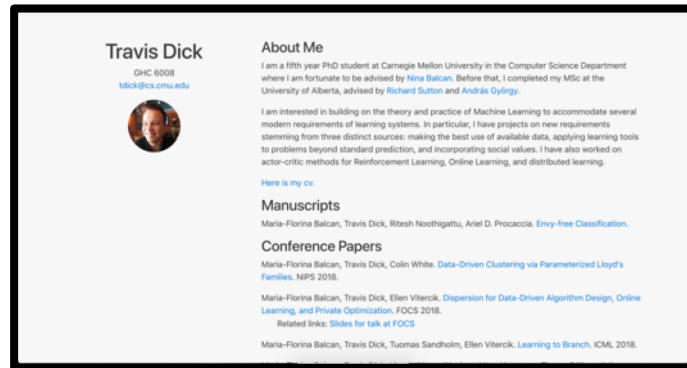 Travis Dick
GHC 6008
tdick@cs.cmu.edu
About Me
I am a fifth year PhD student at Carnegie Mellon University in the Computer Science Department
where I am fortunate to be advised by Nina Balcan. Before that, I completed my MSc at the
University of Alberta, advised by Richard Sutton and András György.
I am interested in building on the theory and practice of Machine Learning to accommodate several
modern requirements of learning systems. In particular, I have projects on new requirements
stemming from three distinct sources: making the best use of available data, applying learning tools
to problems beyond standard prediction, and incorporating social values. I have also worked on
actor-critic methods for Reinforcement Learning, Online Learning, and distributed learning.
Here is my cv.
Manuscripts
Maria-Florina Balcan, Travis Dick, Ritesh Noothigattu, Ariel D. Procaccia. Envy-free Classification.
Conference Papers
Maria-Florina Balcan, Travis Dick, Colin White. Data-Driven Clustering via Parameterized Lloyd's
Families. NIPS 2018.
Maria-Florina Balcan, Travis Dick, Ellen Vitercik. Dispersion for Data-Driven Algorithm Design, Online
Learning, and Private Optimization. FOCS 2018.
Related links: Slides for talk at FOCS
Maria-Florina Balcan, Travis Dick, Tuomas Sandholm, Ellen Vitercik. Learning to Branch. ICML 2018.